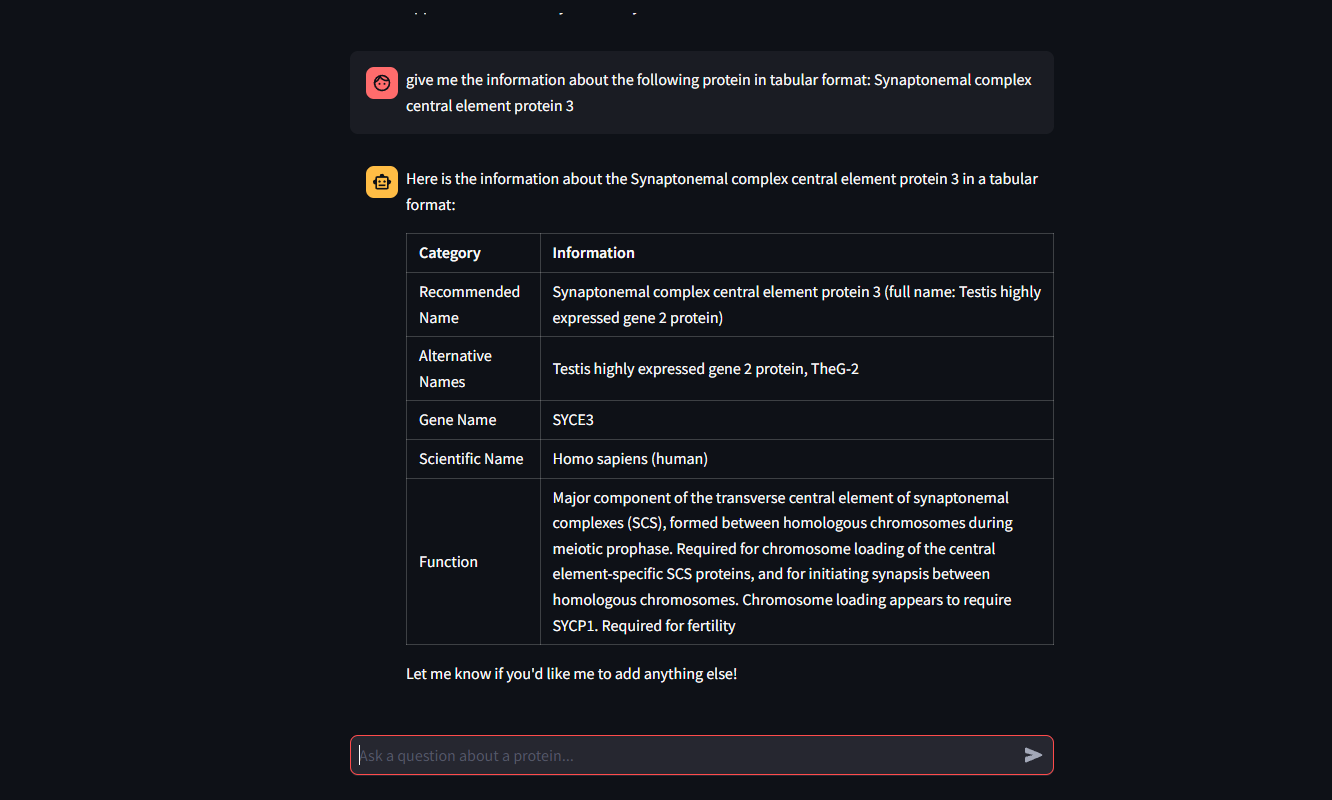 give me the information about the following protein in tabular format: Synaptonemal complex
central element protein 3
Here is the information about the Synaptonemal complex central element protein 3 in a tabular
format:
Category
Information
Recommended
Name
Synaptonemal complex central element protein 3 (full name: Testis highly
expressed gene 2 protein)
Alternative
Names
Testis highly expressed gene 2 protein, TheG-2
Gene Name
SYCE3
Scientific Name
Homo sapiens (human)
Function
Major component of the transverse central element of synaptonemal
complexes (SCS), formed between homologous chromosomes during
meiotic prophase. Required for chromosome loading of the central
element-specific SCS proteins, and for initiating synapsis between
homologous chromosomes. Chromosome loading appears to require
SYCP1. Required for fertility
Let me know if you'd like me to add anything else!
Ask a question about a protein...